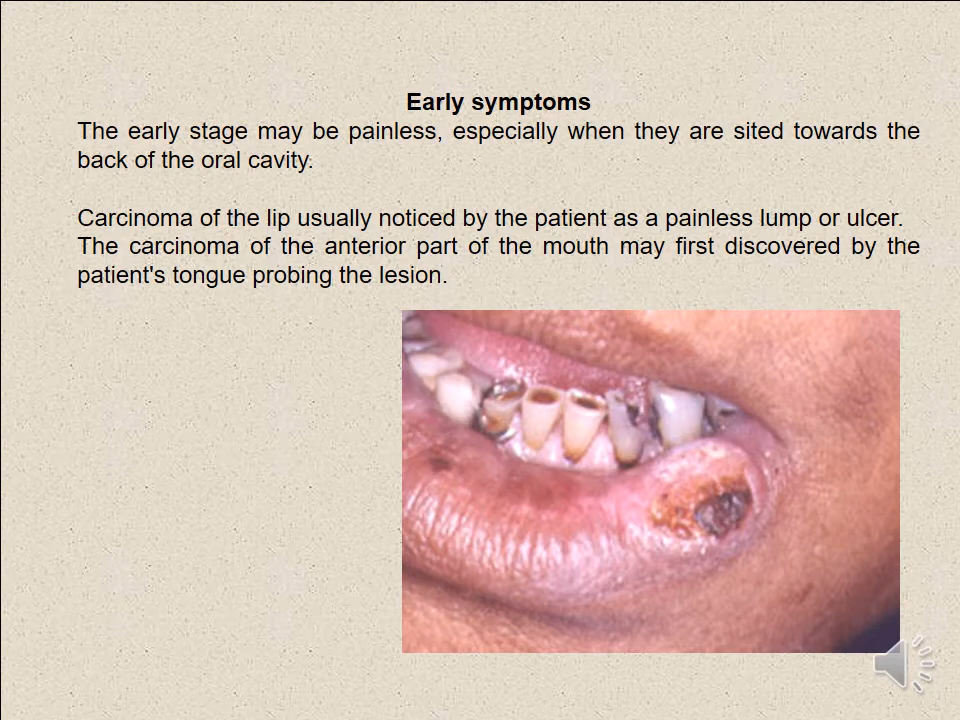 Early symptoms
The early stage may be painless, especially when they are sited towards the
back of the oral cavity.
Carcinoma of the lip usually noticed by the patient as a painless lump or ulcer.
The carcinoma of the anterior part of the mouth may first discovered by the
patient's tongue probing the lesion.